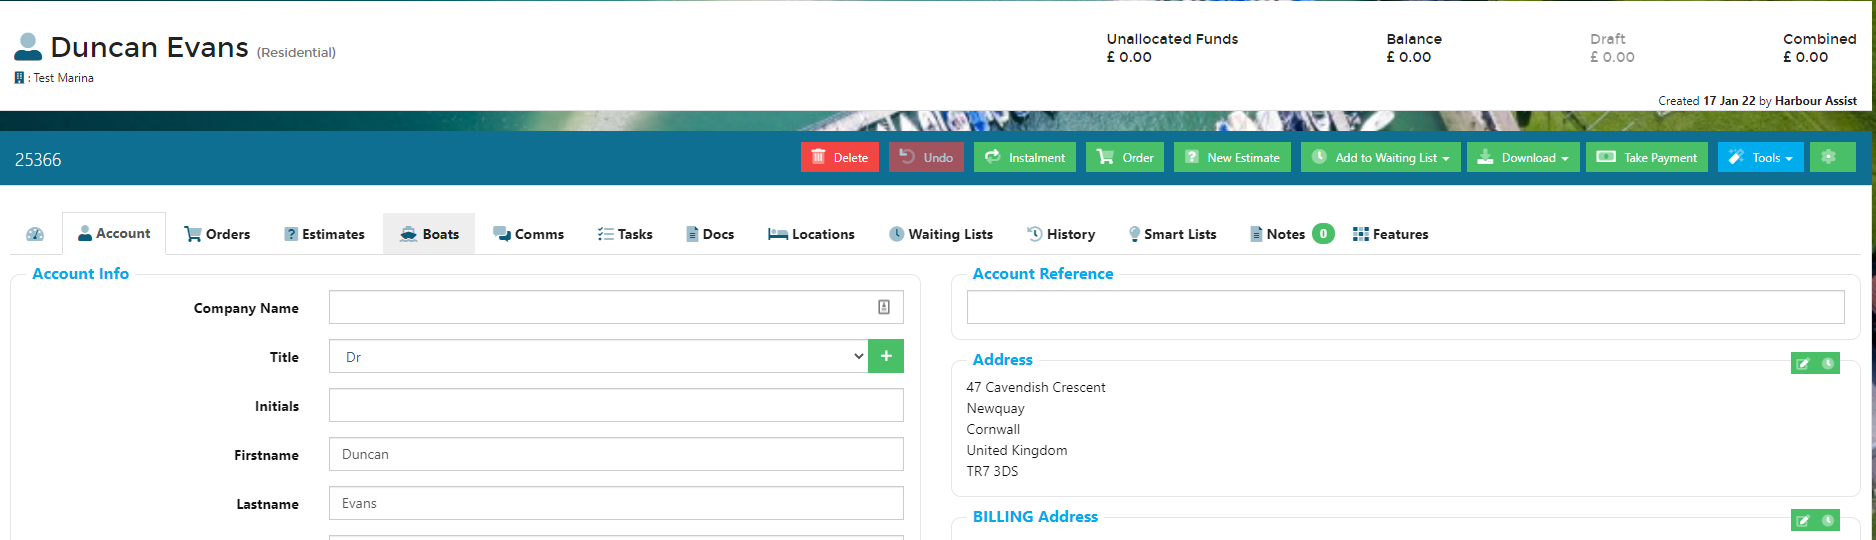 Duncan Evans (Residential)
: Test Marina
Unallocated Funds
£ 0.00
Balance
£ 0.00
Draft
£ 0.00
Combined
£ 0.00
Created 17 Jan 22 by Harbour Assist
25366
Delete
Undo
Instalment
Order
New Estimate
Add to Waiting List
Download
Take Payment
Tools
Account
Orders
Estimates
Boats
Comms
Tasks
Docs
Locations
Waiting Lists
History
Smart Lists
Notes 0
Features
Account Info
Company Name
Title
Dr
Initials
Firstname
Duncan
Lastname
Evans
Account Reference
Address
47 Cavendish Crescent
Newquay
Cornwall
United Kingdom
TR7 3DS
BILLING Address